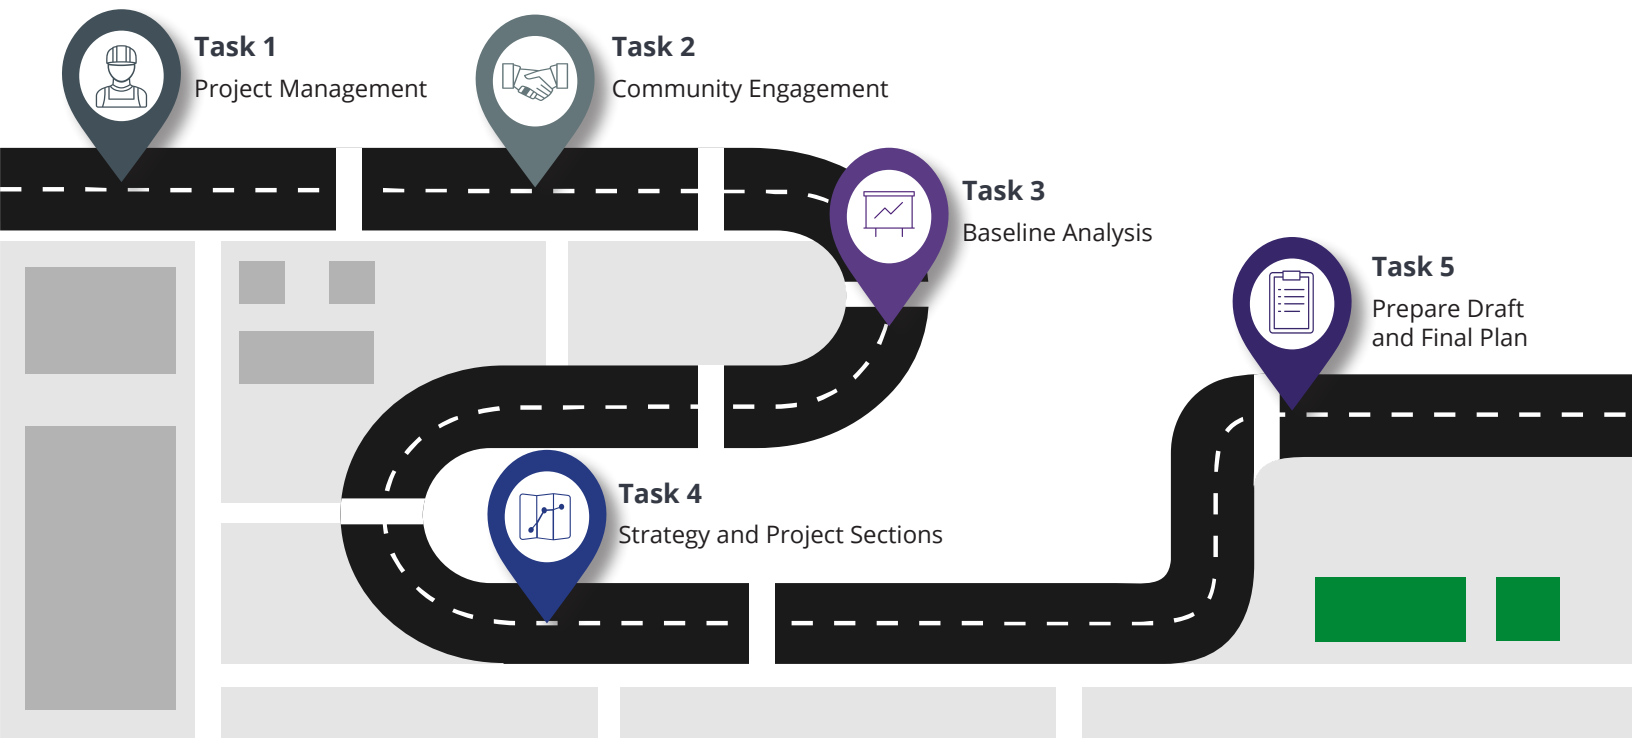 Task 1
Project Management
Task 2
Community Engagement
Task 3
Baseline Analysis
Task 4
Strategy and Project Sections
Task 5
Prepare Draft
and Final Plan